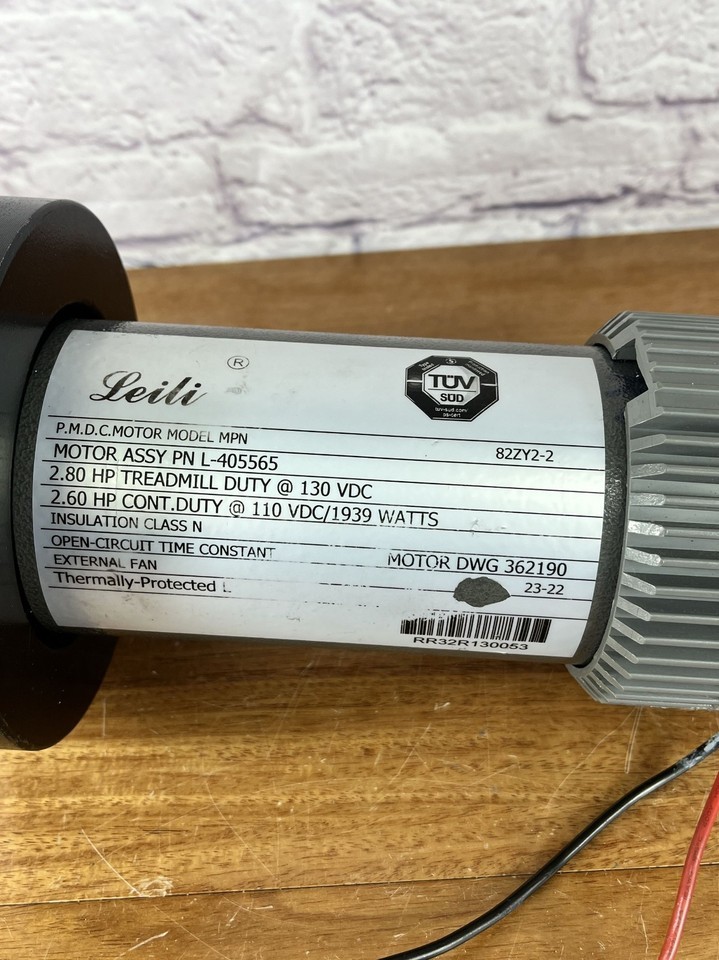 Leili ®
TÜV
SÜD
P.M.D.C.MOTOR MODEL MPN 82ZY2-2
MOTOR ASSY PN L-405565
2.80 HP TREADMILL DUTY @ 130 VDC
2.60 HP CONT.DUTY @ 110 VDC/1939 WATTS
INSULATION CLASS N
OPEN-CIRCUIT TIME CONSTANT MOTOR DWG 362190
EXTERNAL FAN 23-22
Thermally-Protected L
RR32R130053